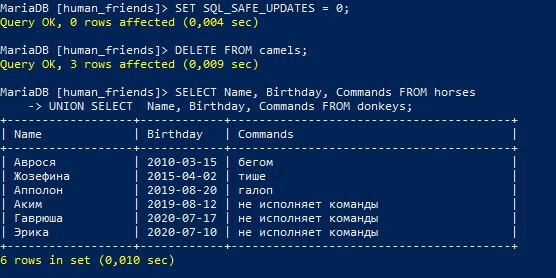 MariaDB [human_friends]> SET SQL_SAFE_UPDATES = 0;
Query OK, 0 rows affected (0,004 sec)
MariaDB [human_friends]> DELETE FROM camels;
Query OK, 3 rows affected (0,009 sec)
MariaDB [human_friends]> SELECT Name, Birthday, Commands FROM horses
-> UNION SELECT  Name, Birthday, Commands FROM donkeys;
+------------------+------------+--------------------------------------+
| Name | Birthday | Commands |
+------------------+------------+--------------------------------------+
| Аврося | 2010-03-15 | бегом |
| Жозефина | 2015-04-02 | тише |
| Апполон | 2019-08-20 | галоп |
| Аким | 2019-08-12 | не исполняет команды |
| Гаврюша | 2020-07-17 | не исполняет команды |
| Эрика | 2020-07-10 | не исполняет команды |
+------------------+------------+--------------------------------------+
6 rows in set (0,010 sec)